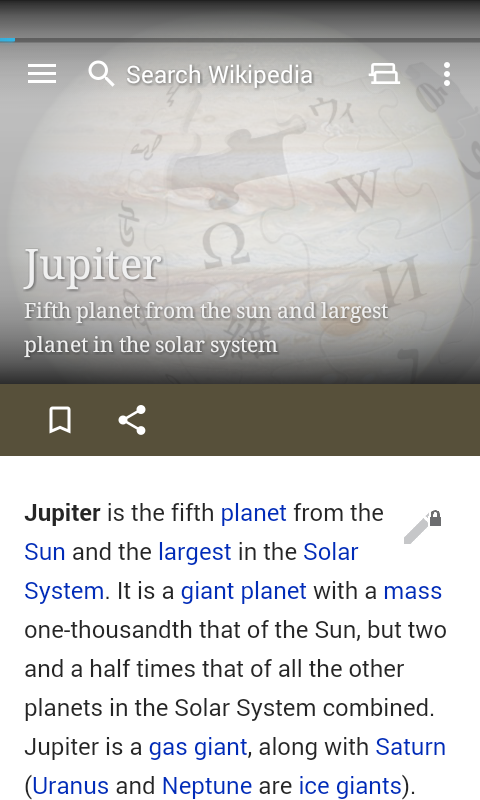 Search Wikipedia
Jupiter
Fifth planet from the sun and largest
planet in the solar system
Jupiter is the fifth planet from the
Sun and the largest in the Solar
System. It is a giant planet with a mass
one-thousandth that of the Sun, but two
and a half times that of all the other
planets in the Solar System combined.
Jupiter is a gas giant, along with Saturn
(Uranus and Neptune are ice giants).